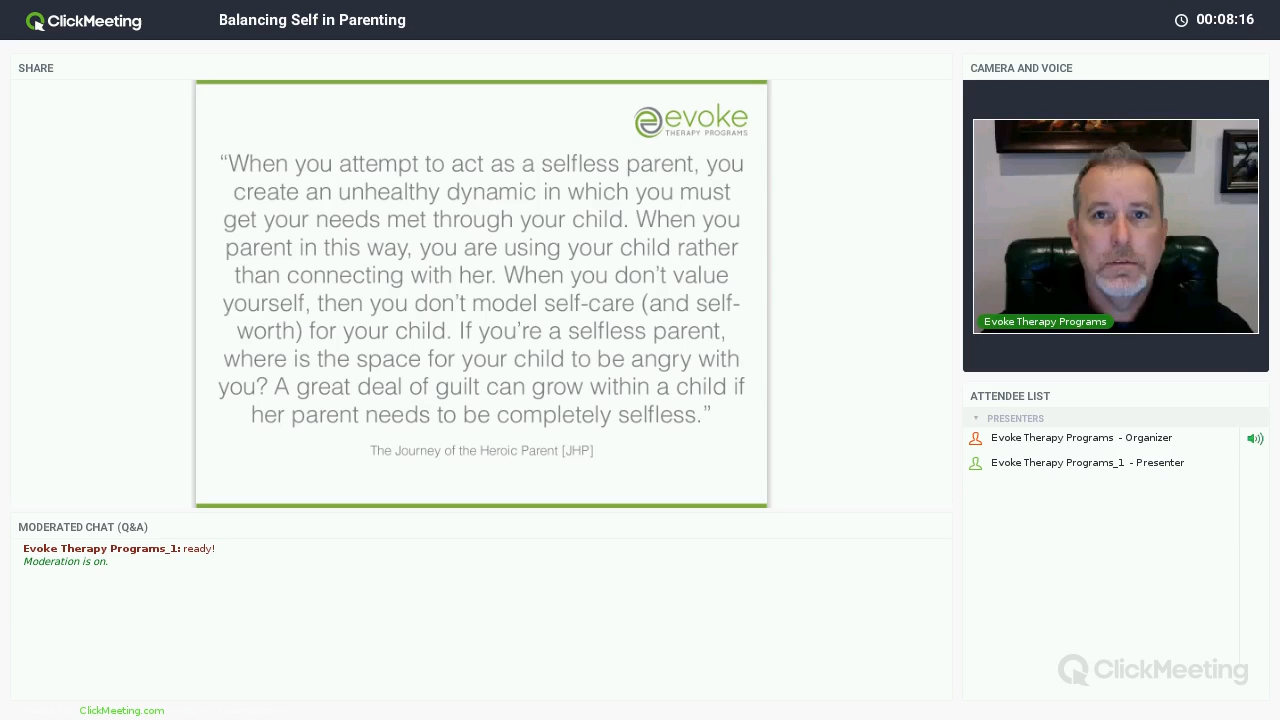 ClickMeeting
Balancing Self in Parenting
00:08:16
SHARE
evoke
THERAPY PROGRAMS
“When you attempt to act as a selfless parent, you
create an unhealthy dynamic in which you must
get your needs met through your child. When you
parent in this way, you are using your child rather
than connecting with her. When you don’t value
yourself, then you don’t model self-care (and self-
worth) for your child. If you’re a selfless parent,
where is the space for your child to be angry with
you? A great deal of guilt can grow within a child if
her parent needs to be completely selfless.”
The Journey of the Heroic Parent [JHP]
MODERATED CHAT (Q&A)
Evoke Therapy Programs_1: ready!
Moderation is on.
CAMERA AND VOICE
Evoke Therapy Programs
ATTENDEE LIST
PRESENTERS
Evoke Therapy Programs - Organizer
Evoke Therapy Programs_1 - Presenter
ClickMeeting
ClickMeeting.com